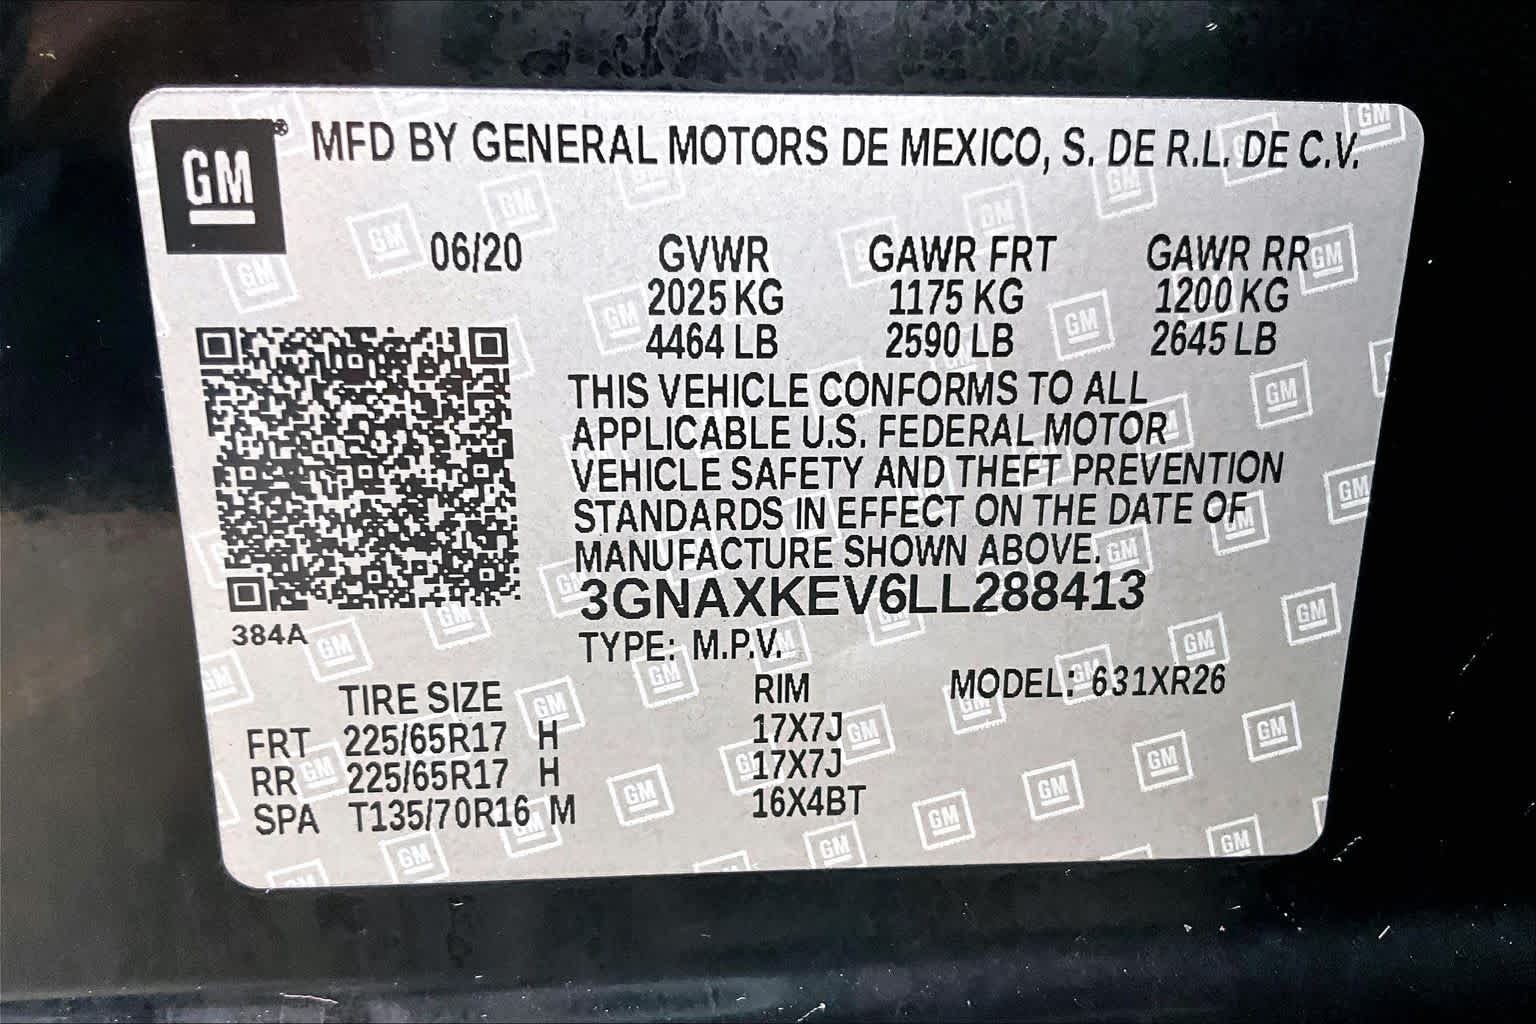 GM
MFD BY GENERAL MOTORS DE MEXICO, S. DE R.L. DE C.V.
06/20 GVWR GAWR FRT GAWR RR
2025 KG 1175 KG 1200 KG
4464 LB 2590 LB 2645 LB
THIS VEHICLE CONFORMS TO ALL
APPLICABLE U.S. FEDERAL MOTOR
VEHICLE SAFETY AND THEFT PREVENTION
STANDARDS IN EFFECT ON THE DATE OF
MANUFACTURE SHOWN ABOVE.
3GNAXKEV6LL288413
384A
TYPE: M.P.V.
TIRE SIZE RIM MODEL: 631XR26
FRT 225/65R17 H 17X7J
RR 225/65R17 H 17X7J
SPA T135/70R16 M 16X4BT